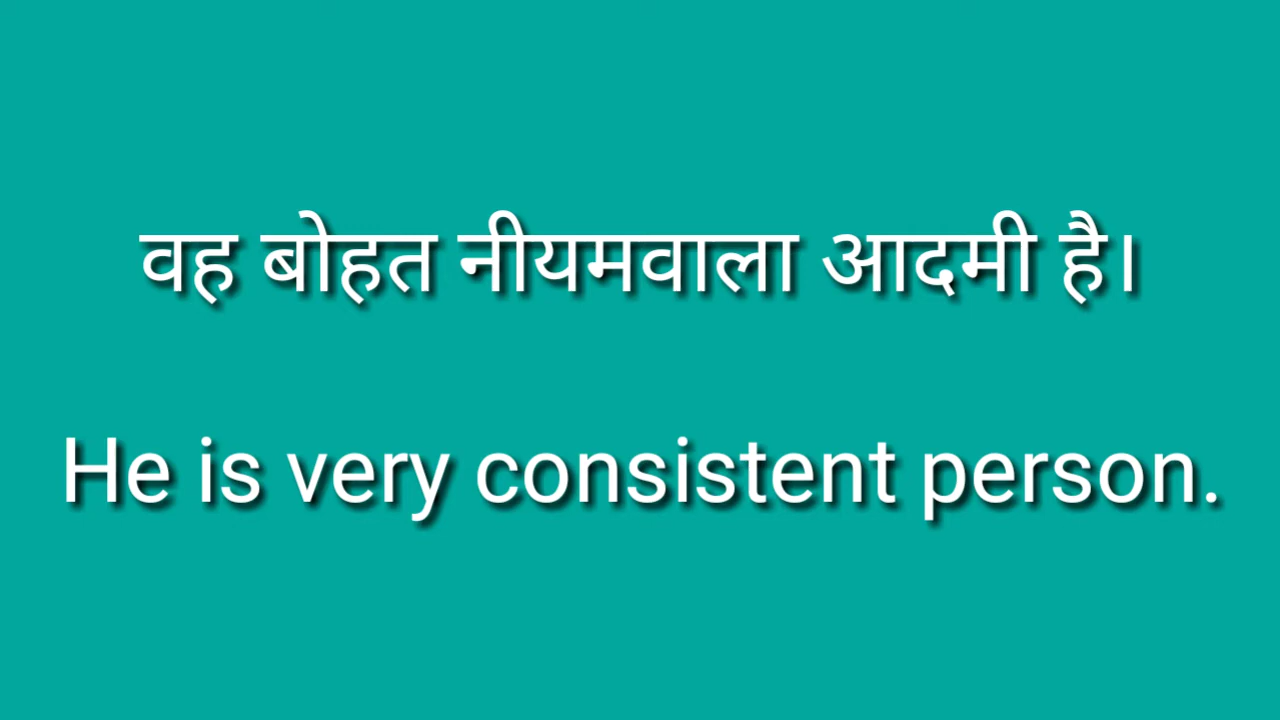 वह बोहत नीयमवाला आदमी है।
He is very consistent person.